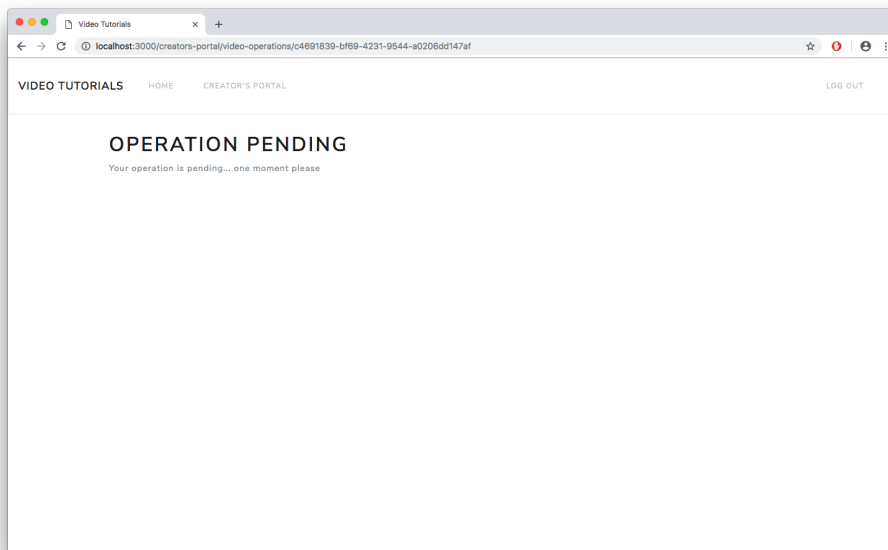 Video Tutorials
localhost:3000/creators-portal/video-operations/c4691839-bf69-4231-9544-a0206dd147af
VIDEO TUTORIALS HOME CREATOR'S PORTAL LOG OUT
OPERATION PENDING
Your operation is pending... one moment please